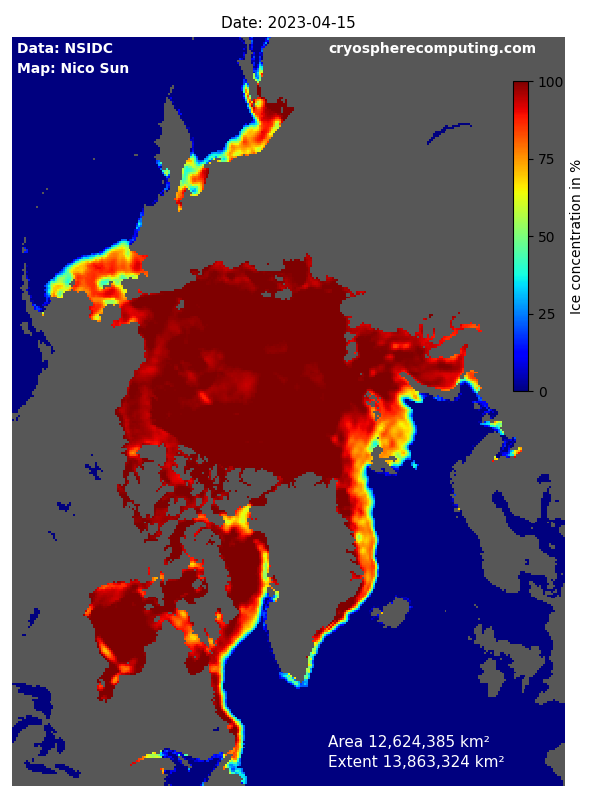 Date: 2023-04-15
Data: NSIDC
Map: Nico Sun
cryospherecomputing.com
100
75
50
25
0
Ice concentration in %
Area 12,624,385 km²
Extent 13,863,324 km²